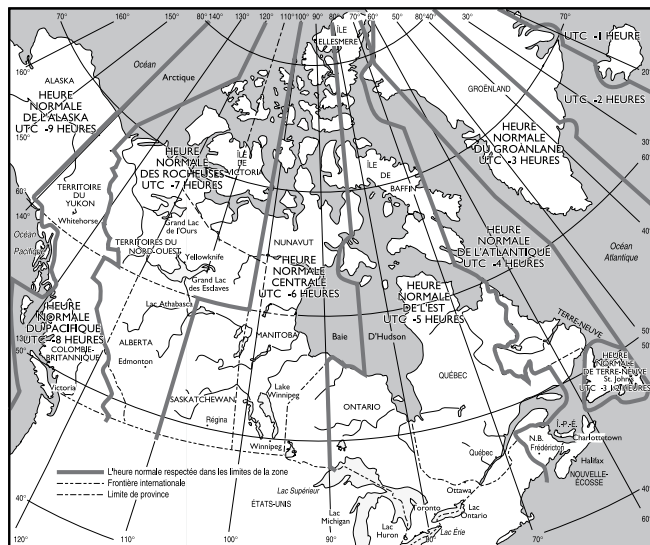 70°
80°
140°
130°
120°
110°
100°
90°
80°
70°
60°
50°
40°
30°
70°
20°
160°
ALASKA
Océan
Arctique
ÎLE
ELLESMERE
UTC -1 HEURE
UTC -2 HEURES
GROËNLAND
HEURE
NORMALE
DE L'ALASKA
UTC -9 HEURES
150°
HEURE
NORMALE
DES ROCHEUSES
UTC -7 HEURES
ÎLE DE
VICTORIA
HEURE
NORMALE
DU GROÀNLAND
UTC -3 HEURES
ÎLE
DE
BAFFIN
TERRITOIRE
DU
YUKON
Whitehorse
60°
140°
Grand Lac
de l'Ours
TERRITOIRES DU
NORD-OUEST
Yellowknife
Grand Lac
des Esclaves
NUNAVUT
HEURE
NORMALE
CENTRALE
UTC -6 HEURES
HEURE
NORMALE
DE L'ATLANTIQUE
UTC -4 HEURES
Océan
Atlantique
Océan
Pacifique
HEURE
NORMALE
DU PACIFIQUE
UTC -8 HEURES
COLOMBIE-
BRITANNIQUE
50°
Victoria
Lac Athabasca
ALBERTA
Edmonton
SASKATCHEWAN
Régina
MANITOBA
Lake
Winnipeg
Winnipeg
Baie
D'Hudson
HEURE
NORMALE
DE L'EST
UTC -5 HEURES
ONTARIO
QUÉBEC
TERRE-NEUVE
HEURE
NORMALE
DE TERRE-NEUVE
St. John
UTC -3 1/2 HEURES
Î.-P.-É.
Charlottetown
N.B.
Frédéricton
Halifax
NOUVELLE-
ÉCOSSE
Québec
Ottawa
Toronto
Lac
Ontario
Lac Érie
Lac
Huron
Lac
Michigan
Lac Supérieur
ÉTATS-UNIS
L'heure normale respectée dans les limites de la zone
Frontière internationale
Limite de province
40°
120°
110°
100°
90°
80°
70°
40°
60°